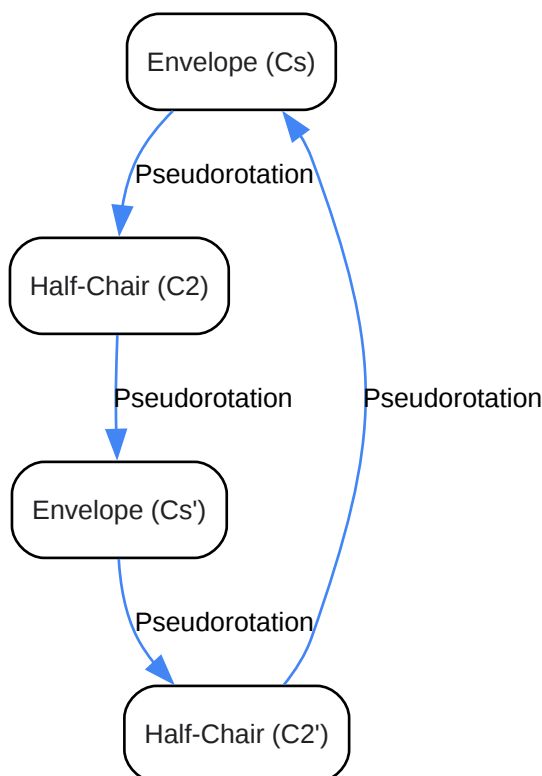 Envelope (Cs)
Pseudorotation
Half-Chair (C2)
Pseudorotation
Pseudorotation
Envelope (Cs')
Pseudorotation
Half-Chair (C2')